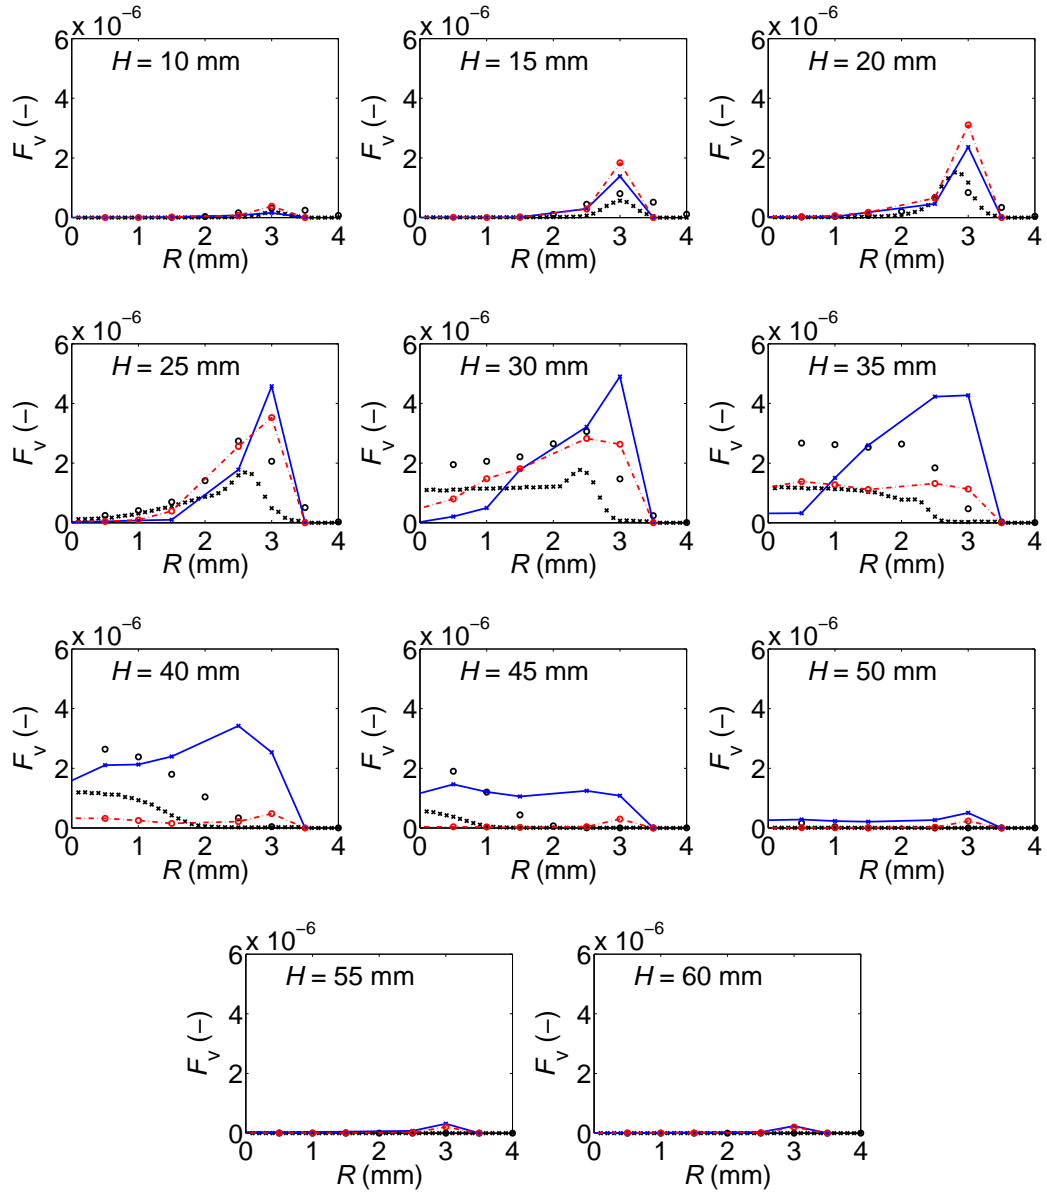 x 10⁻⁶ x 10⁻⁶ x 10⁻⁶
6 H = 10 mm 6 H = 15 mm 6 H = 20 mm
4 4 4
F_v (−) F_v (−) F_v (−)
2 2 2
0 0 0
0 1 2 3 4 0 1 2 3 4 0 1 2 3 4
R (mm) R (mm) R (mm)
x 10⁻⁶ x 10⁻⁶ x 10⁻⁶
6 H = 25 mm 6 H = 30 mm 6 H = 35 mm
4 4 4
F_v (−) F_v (−) F_v (−)
2 2 2
0 0 0
0 1 2 3 4 0 1 2 3 4 0 1 2 3 4
R (mm) R (mm) R (mm)
x 10⁻⁶ x 10⁻⁶ x 10⁻⁶
6 H = 40 mm 6 H = 45 mm 6 H = 50 mm
4 4 4
F_v (−) F_v (−) F_v (−)
2 2 2
0 0 0
0 1 2 3 4 0 1 2 3 4 0 1 2 3 4
R (mm) R (mm) R (mm)
x 10⁻⁶ x 10⁻⁶
6 H = 55 mm 6 H = 60 mm
4 4
F_v (−) F_v (−)
2 2
0 0
0 1 2 3 4 0 1 2 3 4
R (mm) R (mm)